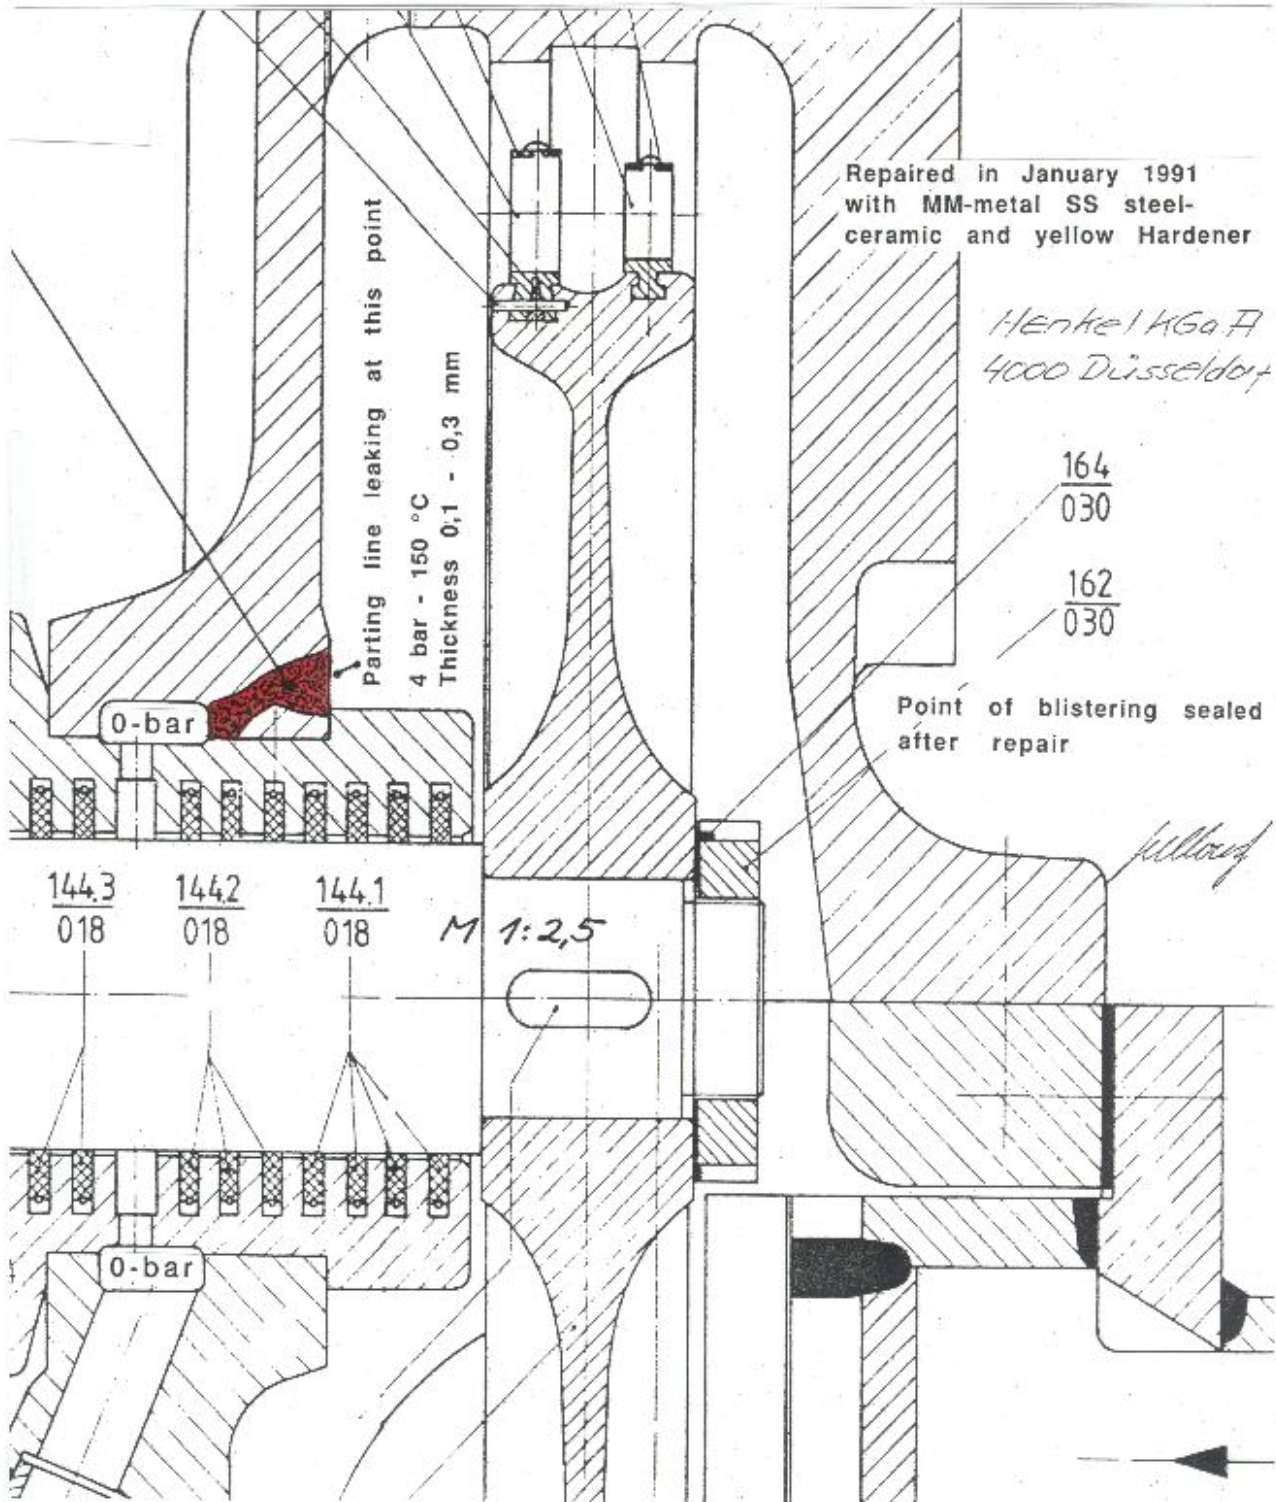 Repaired in January 1991
with MM-metal SS steel-
ceramic and yellow Hardener
Henkel KGaA
4000 Düsseldorf
Parting line leaking at this point
4 bar - 150 °C
Thickness 0,1 - 0,3 mm
164
030
162
030
Point of blistering sealed
after repair
0-bar
144.3
018
144.2
018
144.1
018
M 1:2,5
0-bar